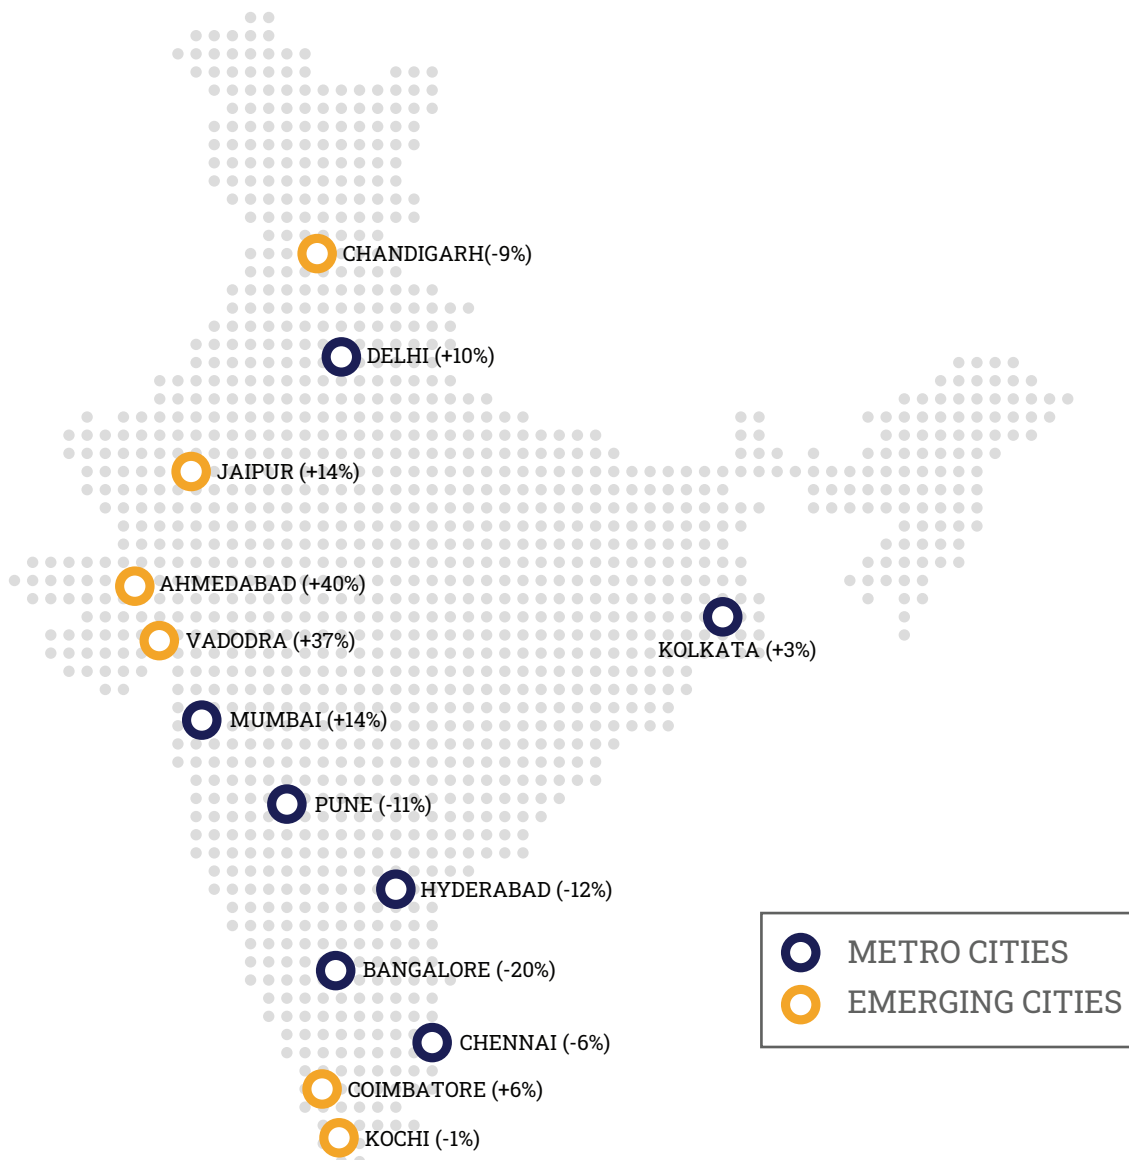 CHANDIGARH(-9%)
DELHI (+10%)
JAIPUR (+14%)
AHMEDABAD (+40%)
VADODRA (+37%)
KOLKATA (+3%)
MUMBAI (+14%)
PUNE (-11%)
HYDERABAD (-12%)
BANGALORE (-20%)
CHENNAI (-6%)
COIMBATORE (+6%)
KOCHI (-1%)
METRO CITIES
EMERGING CITIES